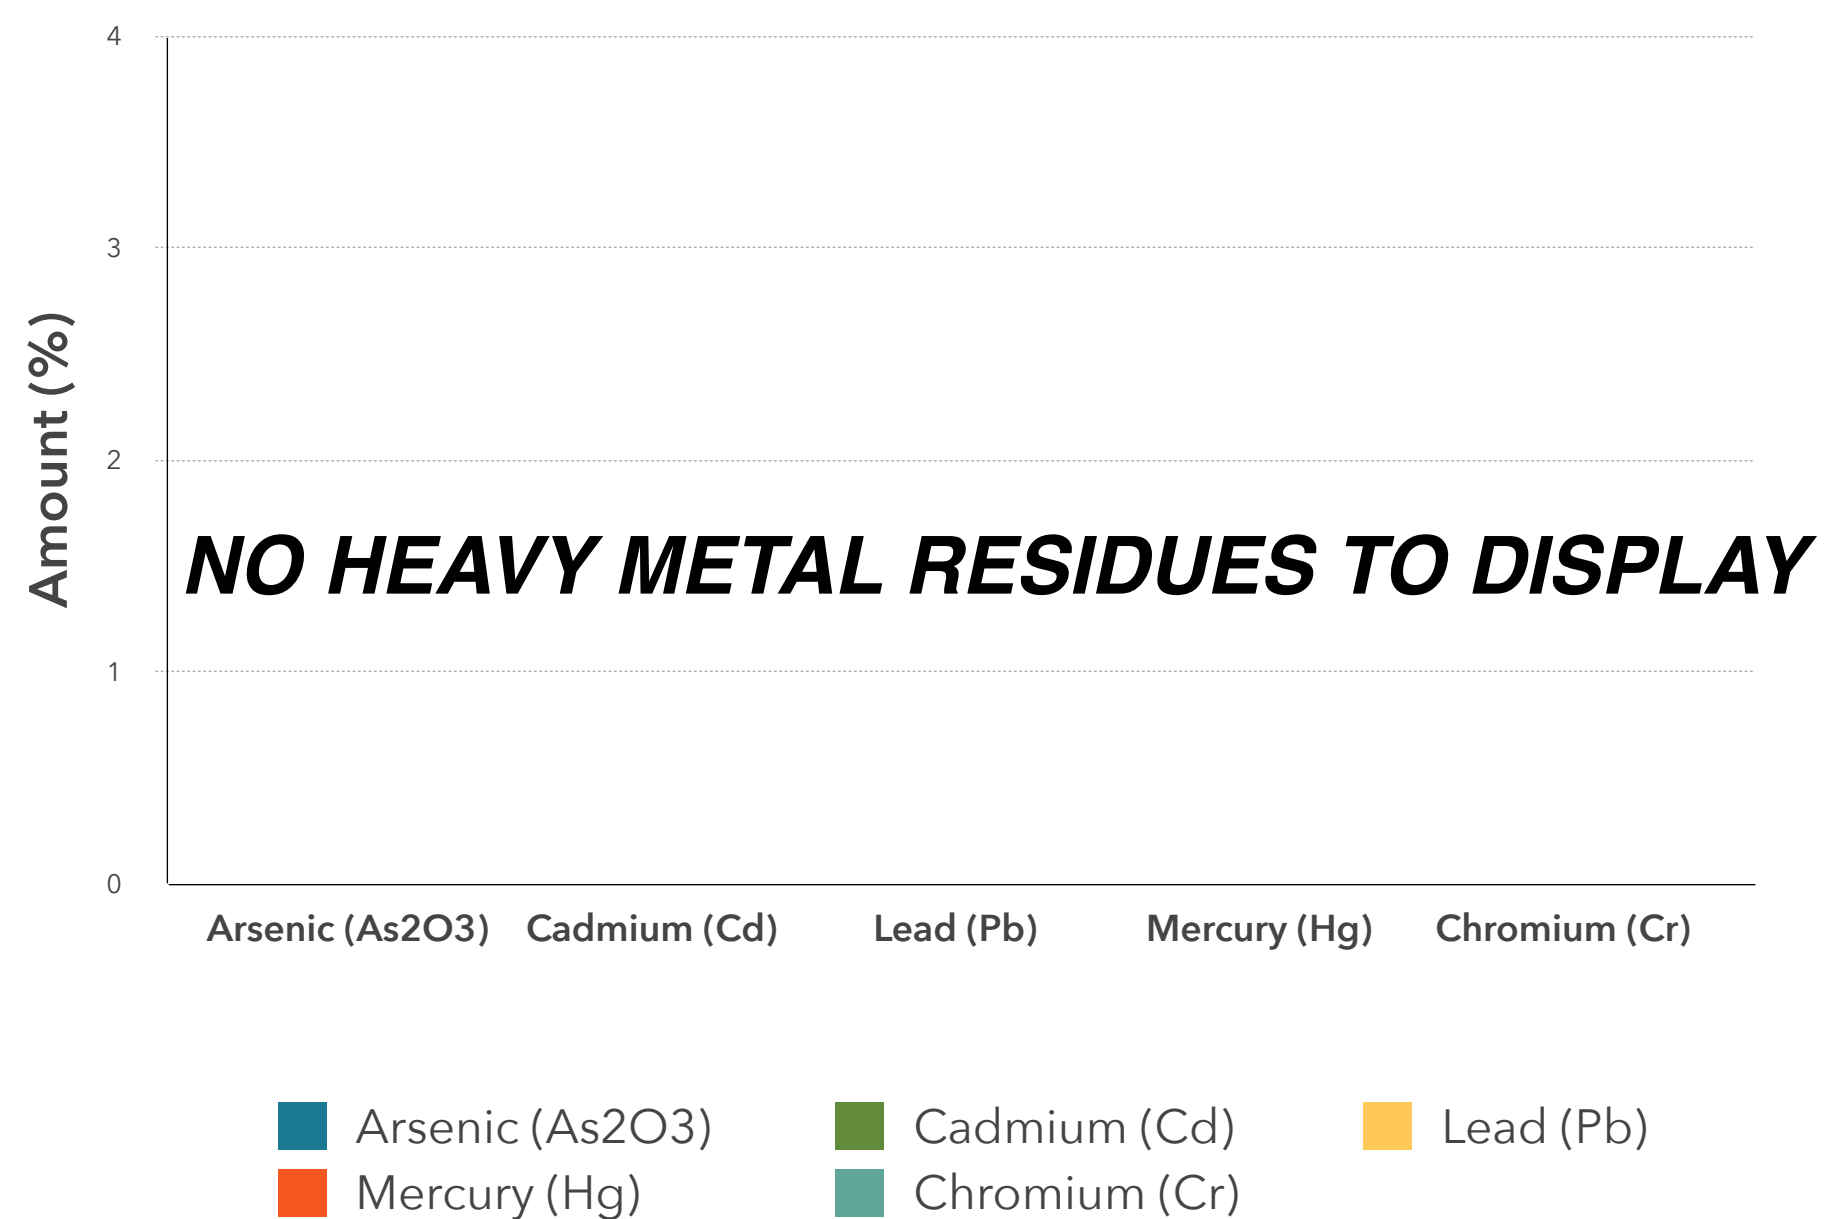 4
3
2
1
0
Amount (%)
NO HEAVY METAL RESIDUES TO DISPLAY
Arsenic (As2O3) Cadmium (Cd) Lead (Pb) Mercury (Hg) Chromium (Cr)
Arsenic (As2O3) Cadmium (Cd) Lead (Pb)
Mercury (Hg) Chromium (Cr)